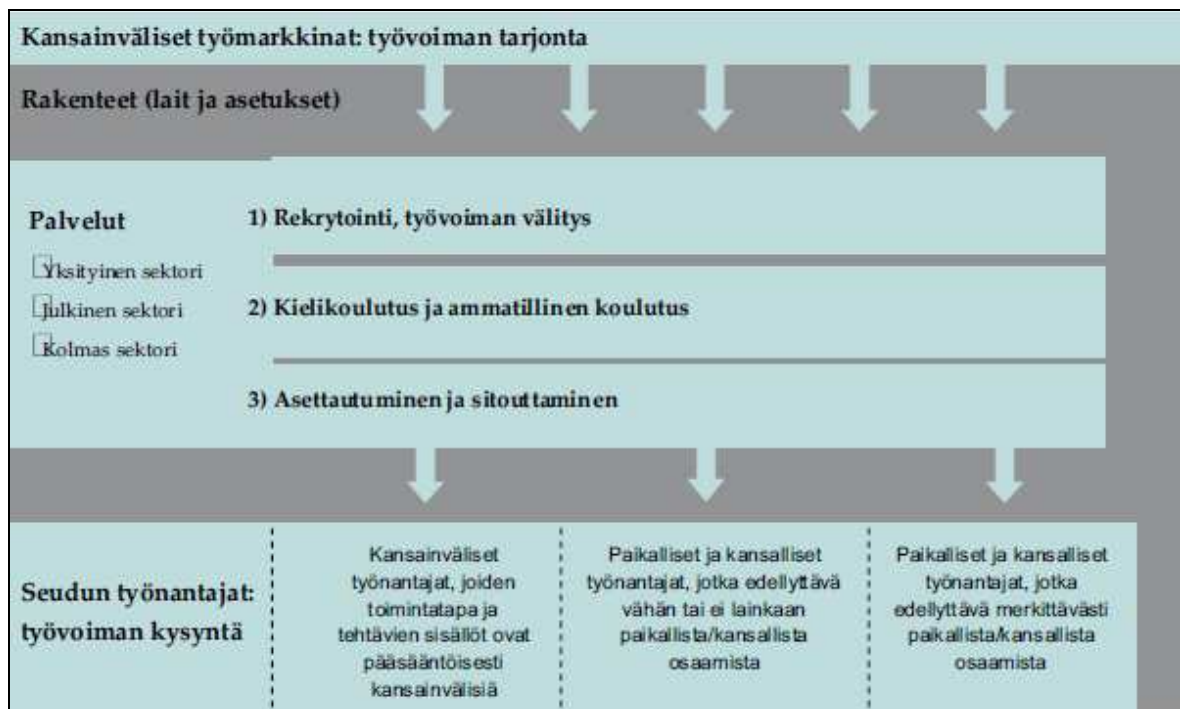 Kansainväliset työmarkkinat: työvoiman tarjonta
Rakenteet (lait ja asetukset)
Palvelut
Yksityinen sektori
Julkinen sektori
Kolmas sektori
1) Rekrytointi, työvoiman välitys
2) Kielikoulutus ja ammatillinen koulutus
3) Asettautuminen ja sitouttaminen
Seudun työnantajat:
työvoiman kysyntä
Kansainväliset
työnantajat, joiden
toimintatapa ja
tehtävien sisällöt ovat
pääsääntöisesti
kansainvälisiä
Paikalliset ja kansalliset
työnantajat, jotka edellyttävä
vähän tai ei lainkaan
paikallista/kansallista
osaamista
Paikalliset ja kansalliset
työnantajat, jotka
edellyttävä merkittävästi
paikallista/kansallista
osaamista